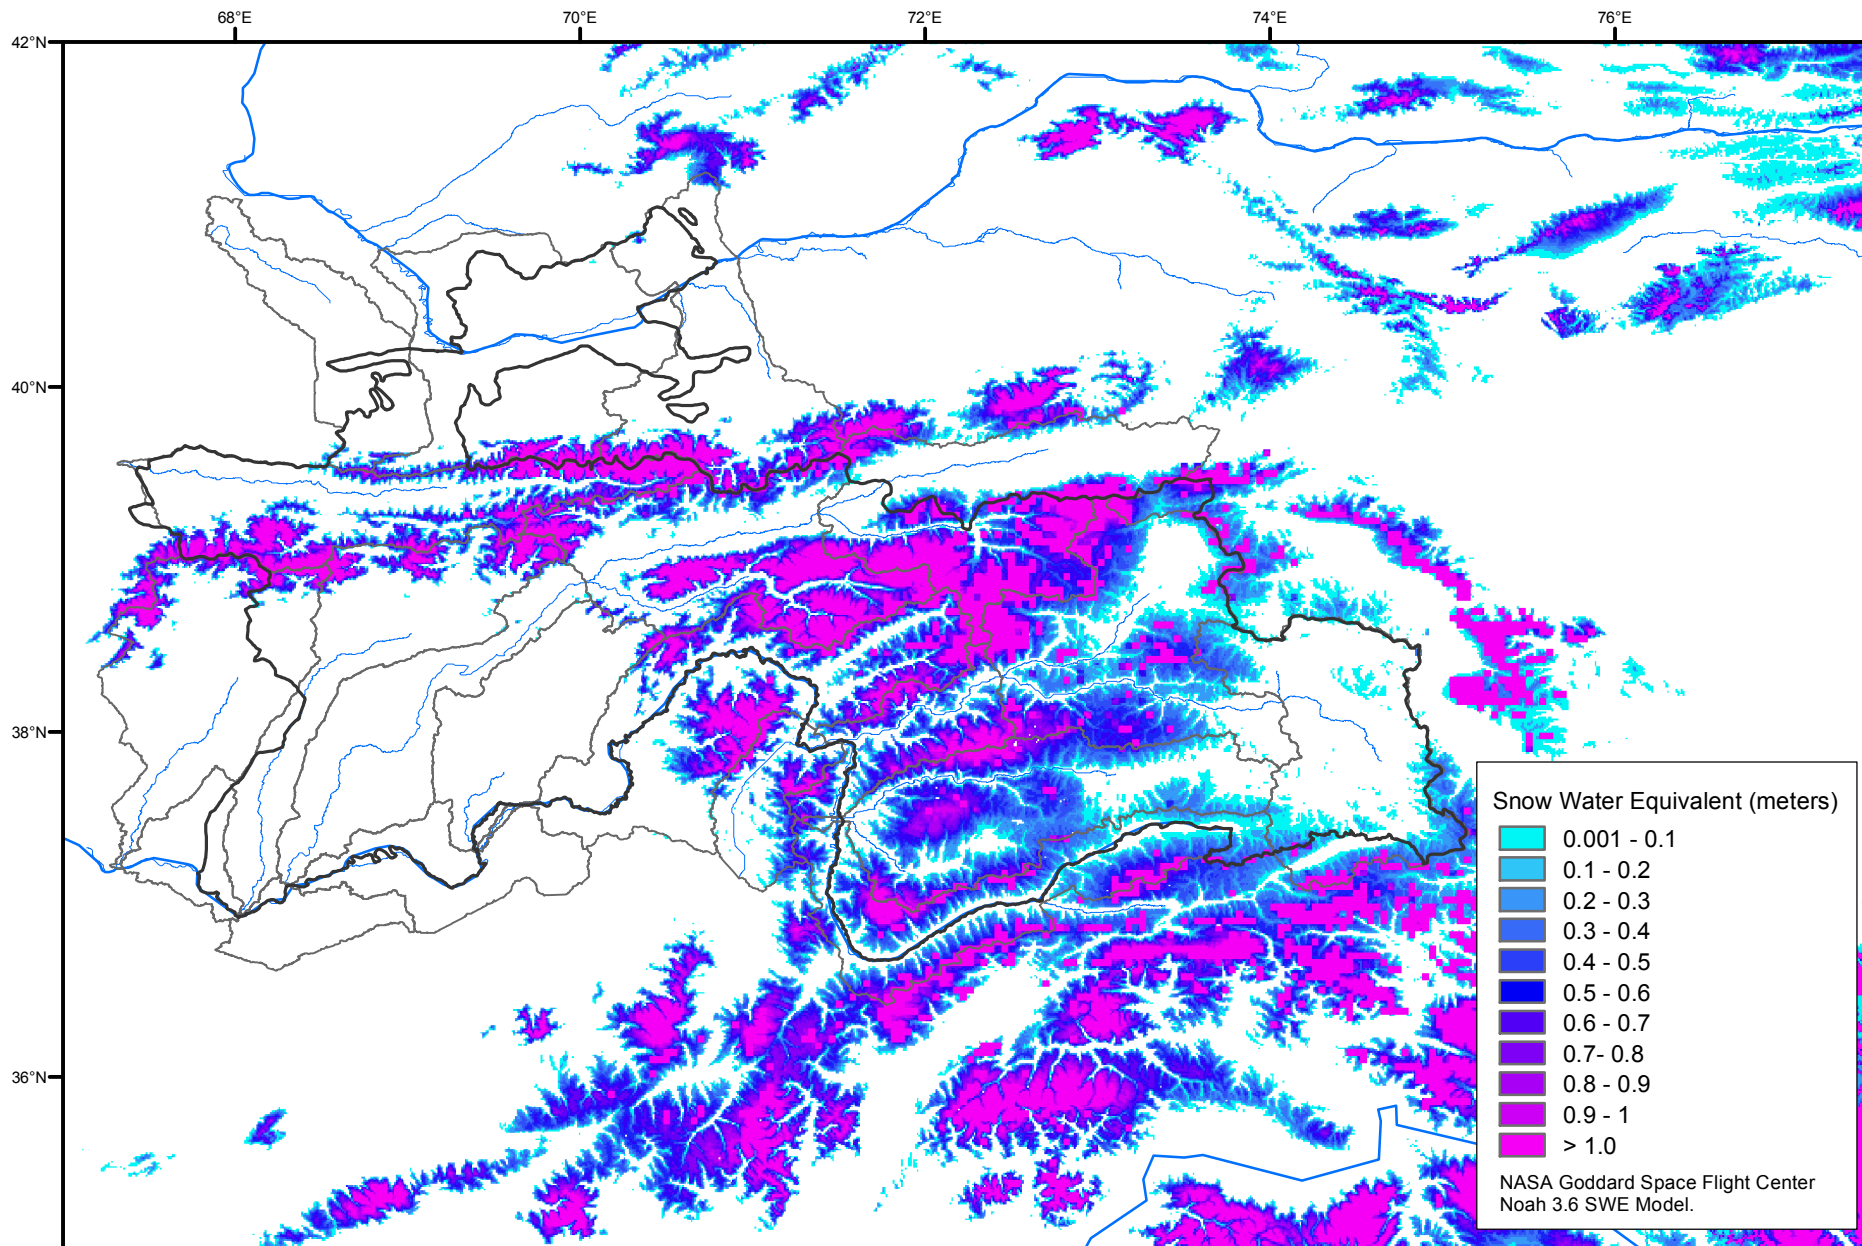 68°E 70°E 72°E 74°E 76°E
42°N
40°N
38°N
36°N
Snow Water Equivalent (meters)
0.001 - 0.1
0.1 - 0.2
0.2 - 0.3
0.3 - 0.4
0.4 - 0.5
0.5 - 0.6
0.6 - 0.7
0.7- 0.8
0.8 - 0.9
0.9 - 1
> 1.0
NASA Goddard Space Flight Center
Noah 3.6 SWE Model.